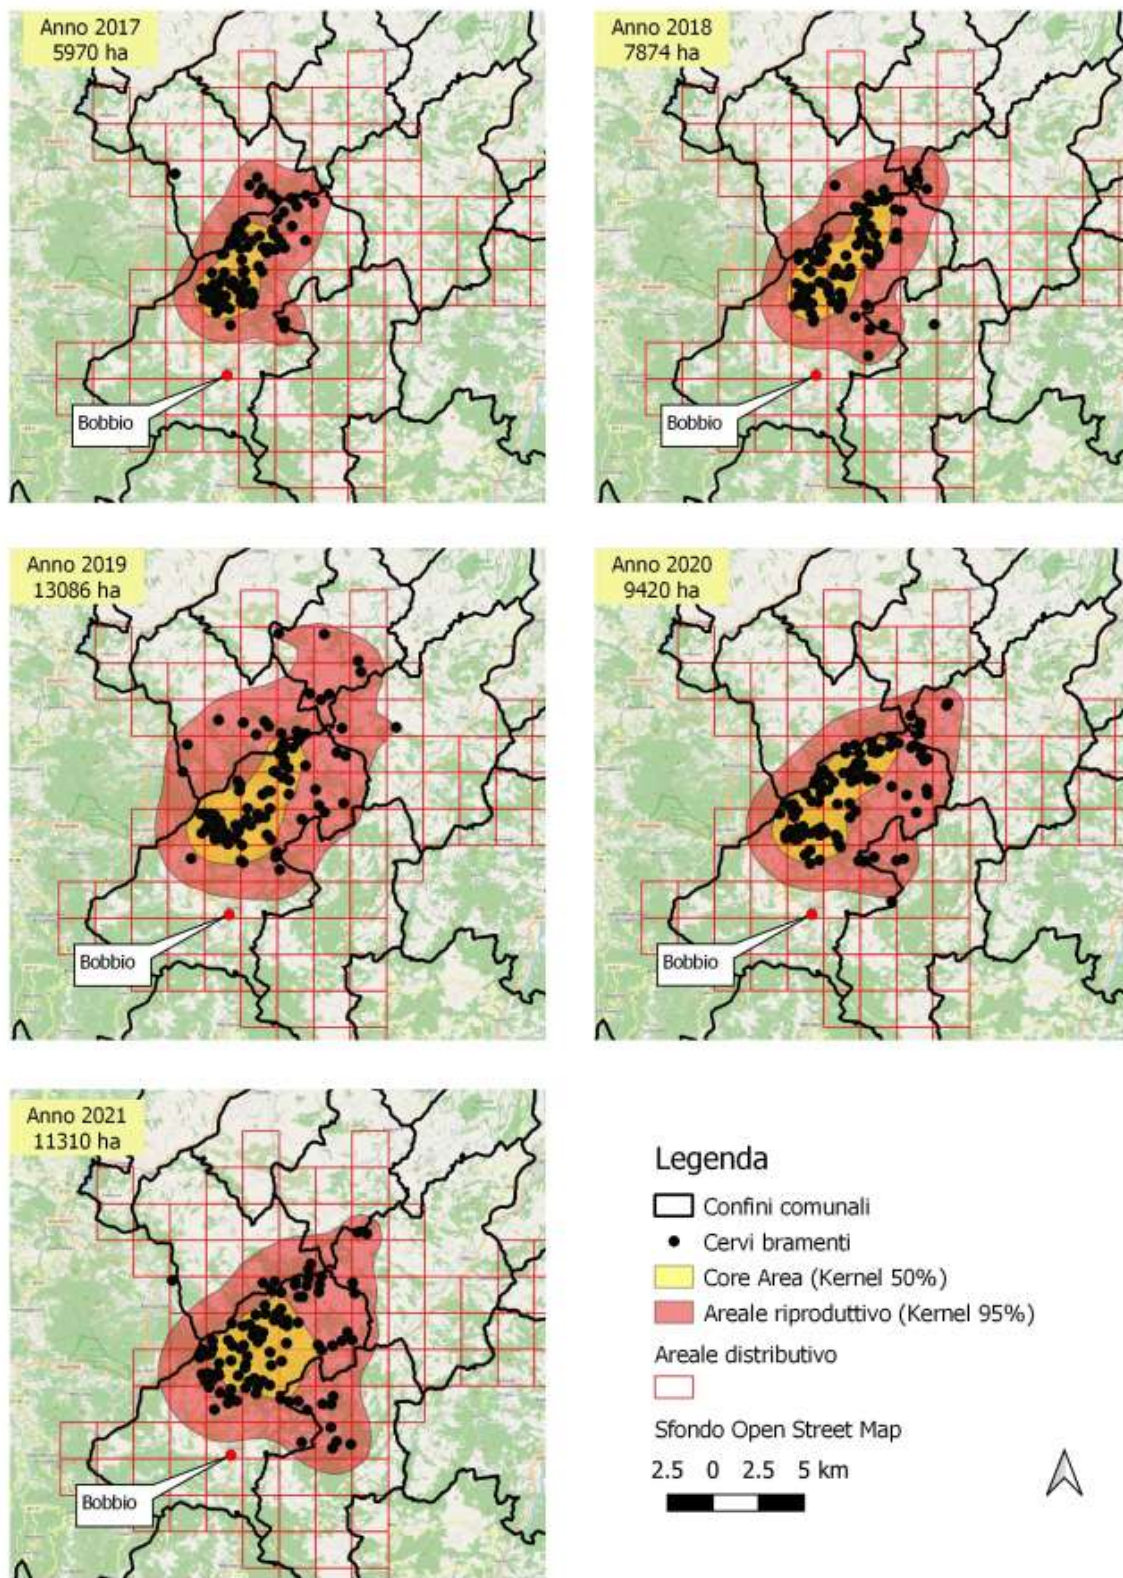 Anno 2017
5970 ha
Bobbio
Anno 2018
7874 ha
Bobbio
Anno 2019
13086 ha
Bobbio
Anno 2020
9420 ha
Bobbio
Anno 2021
11310 ha
Bobbio
Legenda
Confini comunali
Cervi bramenti
Core Area (Kernel 50%)
Areale riproduttivo (Kernel 95%)
Areale distributivo
Sfondo Open Street Map
2.5 0 2.5 5 km